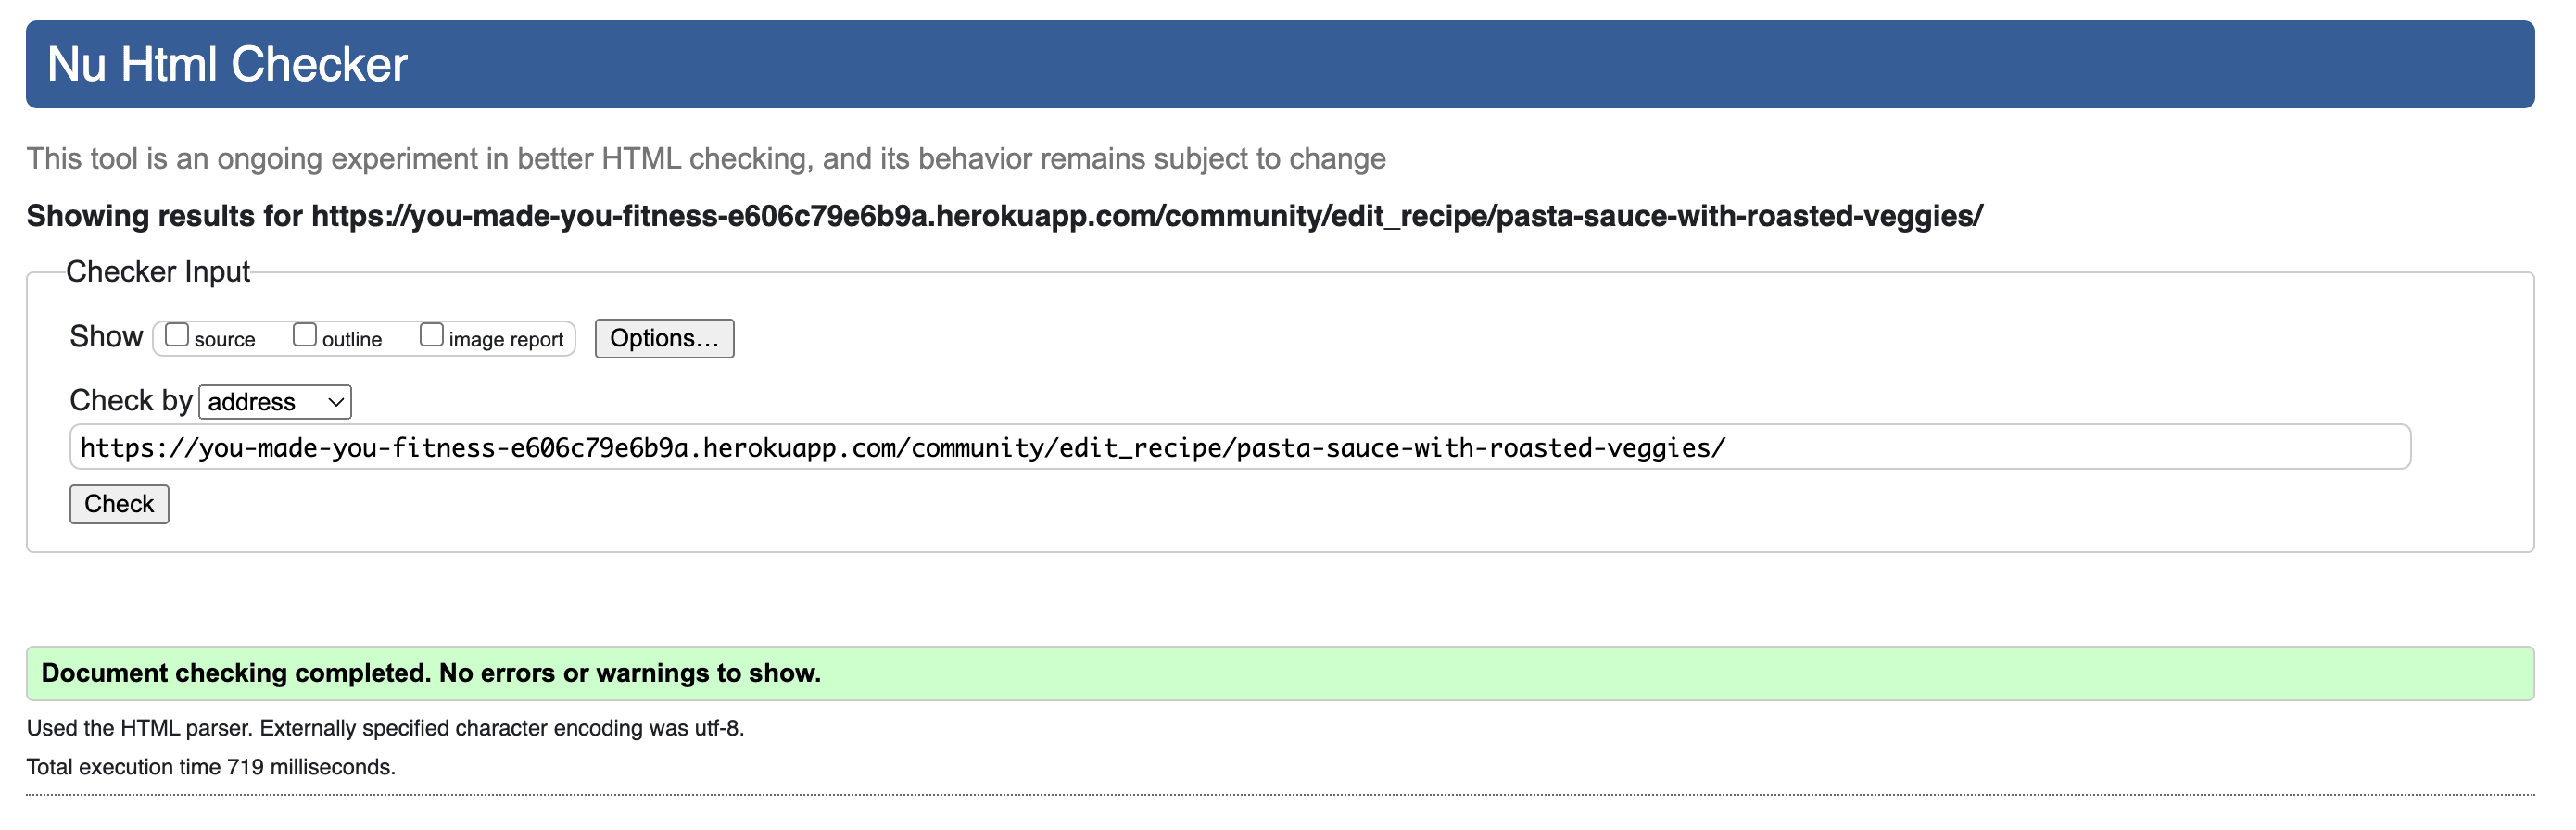 Nu Html Checker
This tool is an ongoing experiment in better HTML checking, and its behavior remains subject to change
Showing results for https://you-made-you-fitness-e606c79e6b9a.herokuapp.com/community/edit_recipe/pasta-sauce-with-roasted-veggies/
Checker Input
Show source outline image report Options...
Check by address
https://you-made-you-fitness-e606c79e6b9a.herokuapp.com/community/edit_recipe/pasta-sauce-with-roasted-veggies/
Check
Document checking completed. No errors or warnings to show.
Used the HTML parser. Externally specified character encoding was utf-8.
Total execution time 719 milliseconds.